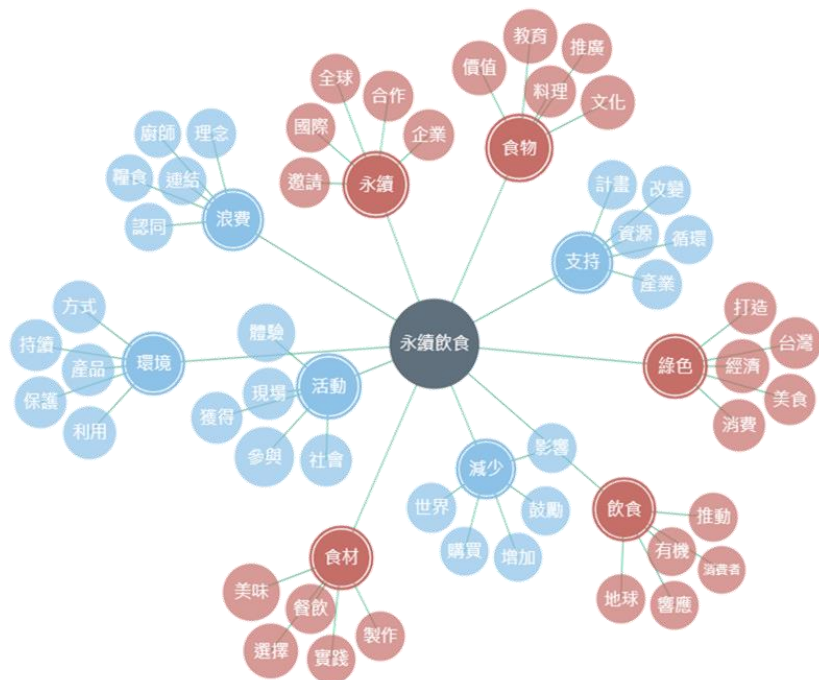 永續飲食
永續
全球
合作
國際
企業
邀請
食物
教育
推廣
價值
料理
文化
支持
計畫
改變
資源
循環
產業
綠色
打造
台灣
經濟
美食
消費
飲食
推動
有機
消費者
地球
響應
減少
影響
世界
鼓勵
購買
增加
食材
美味
餐飲
選擇
實踐
製作
活動
體驗
現場
獲得
參與
社會
環境
方式
持續
產品
保護
利用
浪費
廚師
理念
糧食
連結
認同